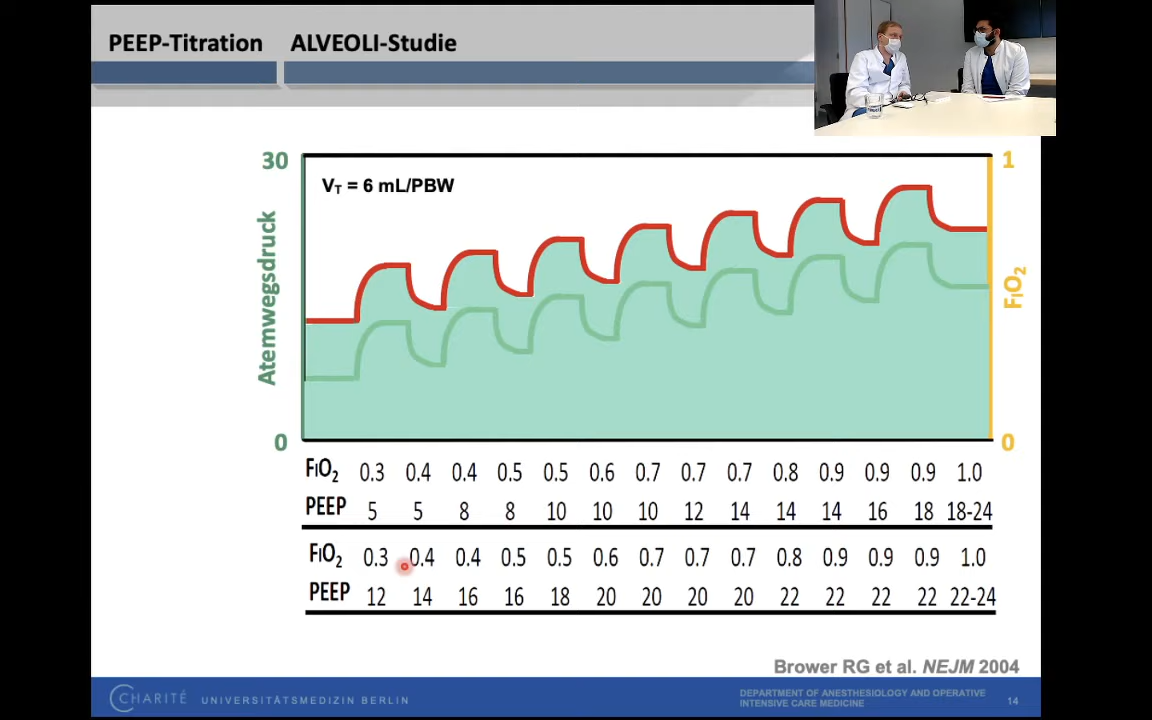 PEEP-Titration ALVEOLI-Studie
30
1
VT = 6 mL/PBW
Atemwegsdruck
FiO2
0
0
FiO2 0.3 0.4 0.4 0.5 0.5 0.6 0.7 0.7 0.7 0.8 0.9 0.9 0.9 1.0
PEEP 5 5 8 8 10 10 10 12 14 14 14 16 18 18-24
FiO2 0.3 0.4 0.4 0.5 0.5 0.6 0.7 0.7 0.7 0.8 0.9 0.9 0.9 1.0
PEEP 12 14 16 16 18 20 20 20 20 22 22 22 22 22-24
Brower RG et al. NEJM 2004
CHARITÉ UNIVERSITÄTSMEDIZIN BERLIN
DEPARTMENT OF ANESTHESIOLOGY AND OPERATIVE
INTENSIVE CARE MEDICINE
14